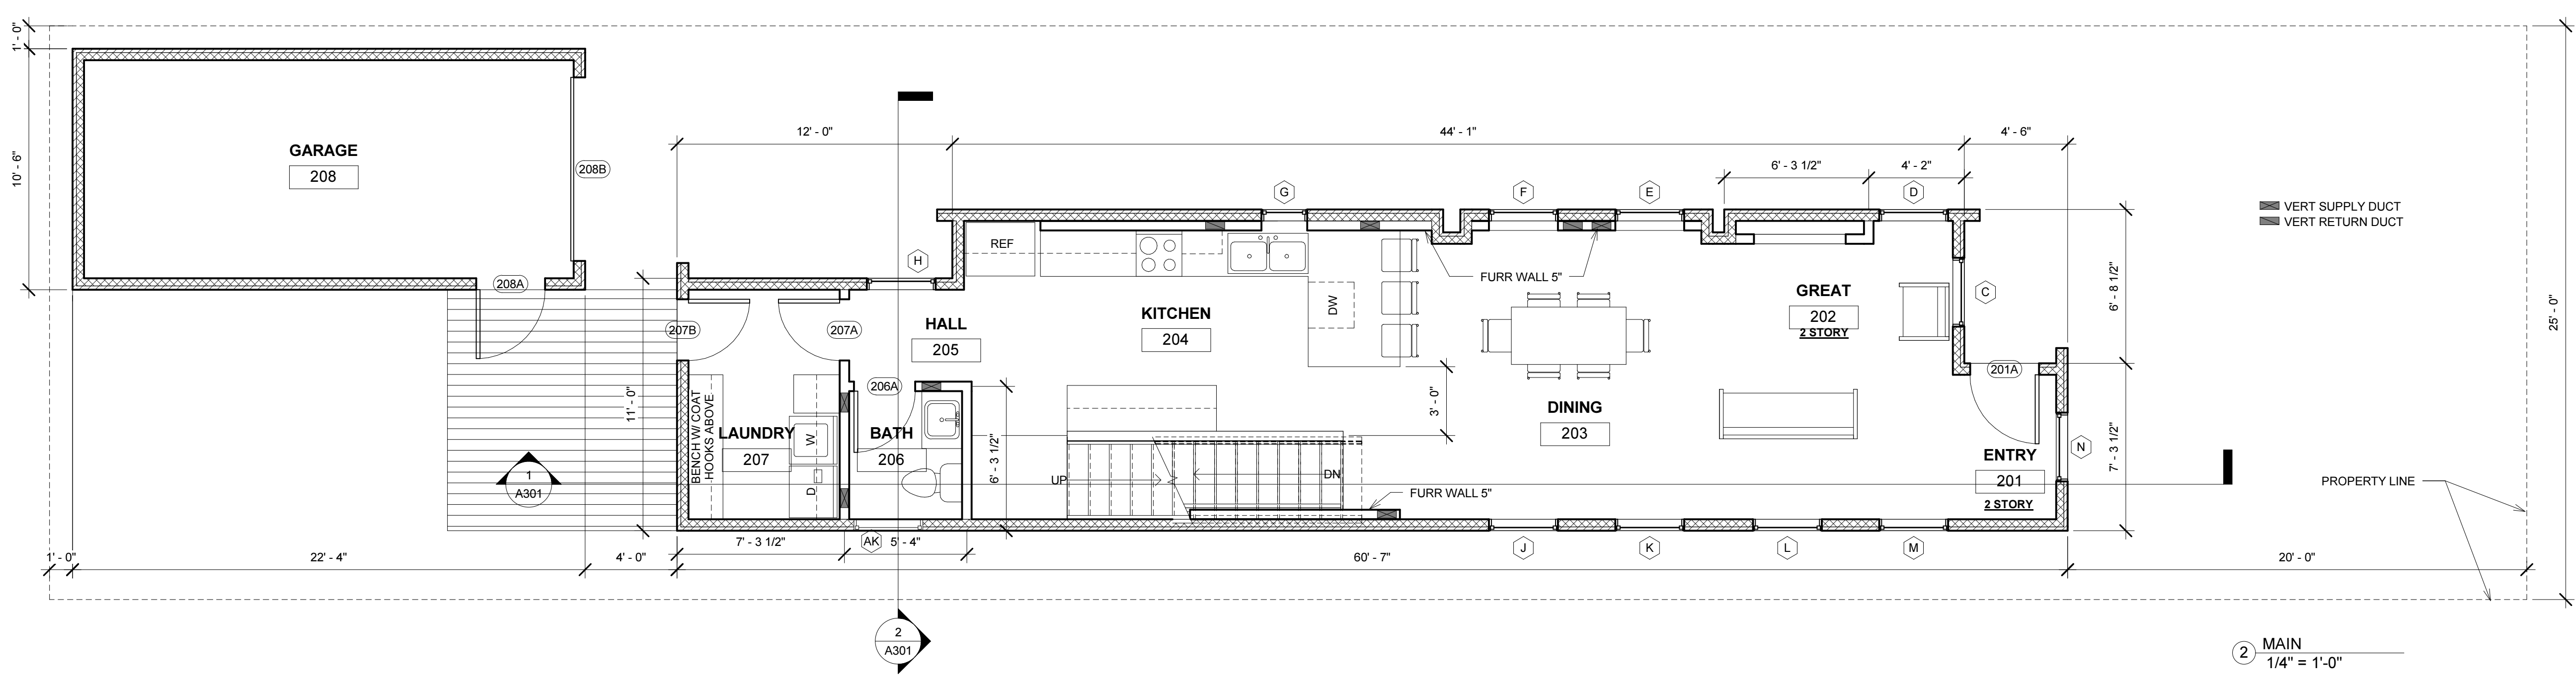 1' - 0"
10' - 6"
GARAGE
208
208B
208A
12' - 0"
44' - 1"
4' - 6"
6' - 3 1/2"
4' - 2"
G
F
E
D
VERT SUPPLY DUCT
VERT RETURN DUCT
25' - 0"
H
REF
FURR WALL 5"
C
6' - 8 1/2"
KITCHEN
204
DW
GREAT
202
2 STORY
HALL
205
207B
207A
206A
201A
11' - 0"
BENCH W/ COAT
HOOKS ABOVE
LAUNDRY
207
W
D
BATH
206
6' - 3 1/2"
3' - 0"
DINING
203
UP
DN
FURR WALL 5"
ENTRY
201
2 STORY
N
7' - 3 1/2"
PROPERTY LINE
1
A301
7' - 3 1/2"
AK
5' - 4"
J
K
L
M
1' - 0"
22' - 4"
4' - 0"
60' - 7"
20' - 0"
2
A301
2
MAIN
1/4" = 1'-0"